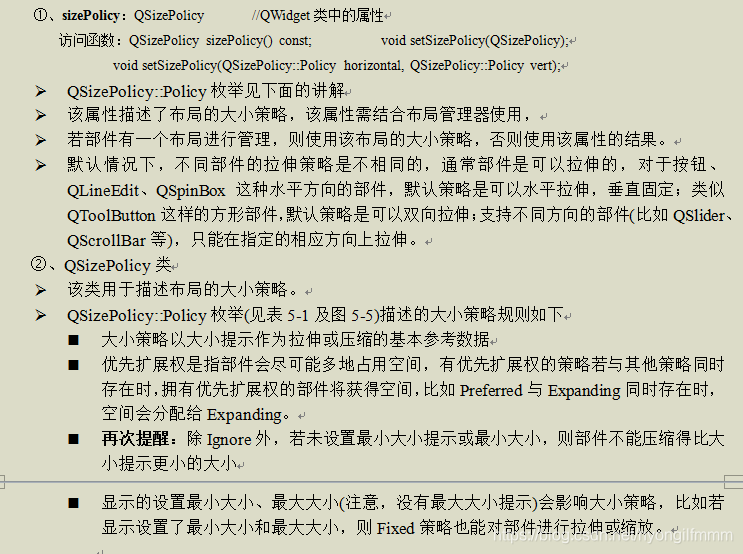 ①、sizePolicy：QSizePolicy //QWidget 类中的属性
访问函数：QSizePolicy sizePolicy() const; void setSizePolicy(QSizePolicy);
void setSizePolicy(QSizePolicy::Policy horizontal, QSizePolicy::Policy vert);
➢ QSizePolicy::Policy 枚举见下面的讲解
➢ 该属性描述了布局的大小策略，该属性需结合布局管理器使用，
➢ 若部件有一个布局进行管理，则使用该布局的大小策略，否则使用该属性的结果。
➢ 默认情况下，不同部件的拉伸策略是不相同的，通常部件是可以拉伸的，对于按钮、
QLineEdit、QSpinBox 这种水平方向的部件，默认策略是可以水平拉伸，垂直固定；类似
QToolButton 这样的方形部件，默认策略是可以双向拉伸；支持不同方向的部件(比如 QSlider、
QScrollBar 等)，只能在指定的相应方向上拉伸。
②、QSizePolicy 类
➢ 该类用于描述布局的大小策略。
➢ QSizePolicy::Policy 枚举(见表 5-1 及图 5-5)描述的大小策略规则如下
■ 大小策略以大小提示作为拉伸或压缩的基本参考数据
■ 优先扩展权是指部件会尽可能多地占用空间，有优先扩展权的策略若与其他策略同时
存在时，拥有优先扩展权的部件将获得空间，比如 Preferred 与 Expanding 同时存在时，
空间会分配给 Expanding。
■ 再次提醒：除 Ignore 外，若未设置最小大小提示或最小大小，则部件不能压缩得比大
小提示更小的大小
■ 显示的设置最小大小、最大大小(注意，没有最大大小提示)会影响大小策略，比如若
显示设置了最小大小和最大大小，则 Fixed 策略也能对部件进行拉伸或缩放。